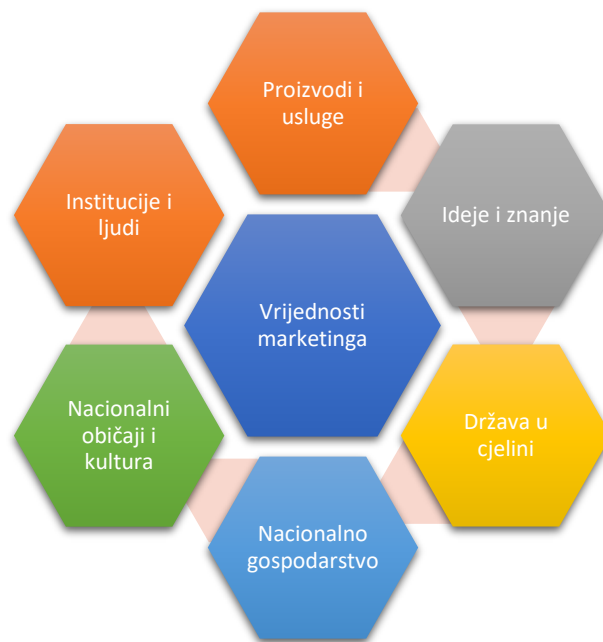 Proizvodi i
usluge
Ideje i znanje
Država u
cjelini
Nacionalno
gospodarstvo
Nacionalni
običaji i
kultura
Institucije i
ljudi
Vrijednosti
marketinga